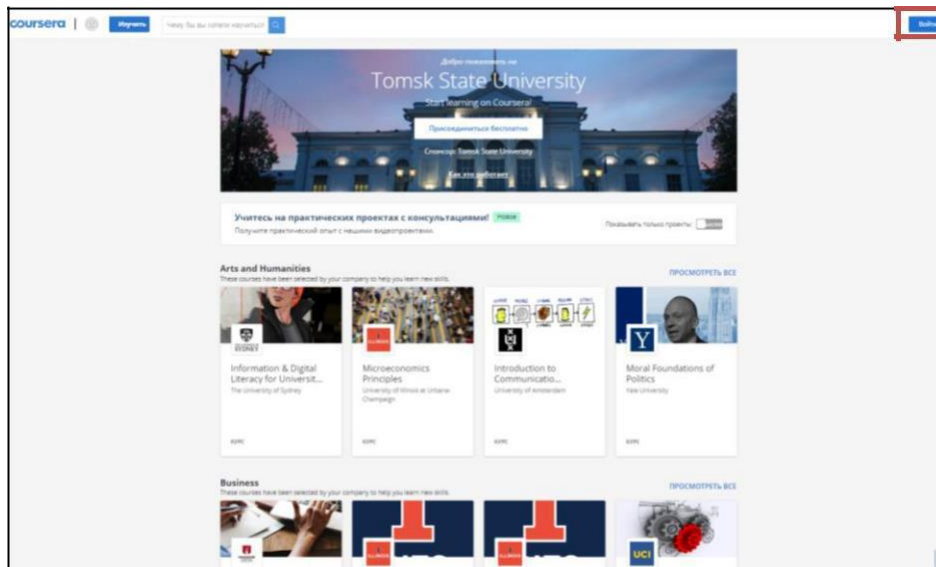 coursera
Изучить
Чему бы вы хотели научиться?
Войти
Добро пожаловать на
Tomsk State University
Start learning on Coursera!
Присоединиться бесплатно
Спонсор: Tomsk State University
Как это работает
Учитесь на практических проектах с консультациями! Новое
Получите практический опыт с нашими видеопроектами.
Показывать только проекты:
Arts and Humanities
These courses have been selected by your company to help you learn new skills.
ПРОСМОТРЕТЬ ВСЕ
SYDNEY
Information & Digital
Literacy for Universit...
The University of Sydney
КУРС
ILLINOIS
Microeconomics
Principles
University of Illinois at Urbana-
Champaign
КУРС
Introduction to
Communicatio...
University of Amsterdam
КУРС
Y
Moral Foundations of
Politics
Yale University
КУРС
Business
These courses have been selected by your company to help you learn new skills.
ПРОСМОТРЕТЬ ВСЕ
ILLINOIS
ILLINOIS
UCI